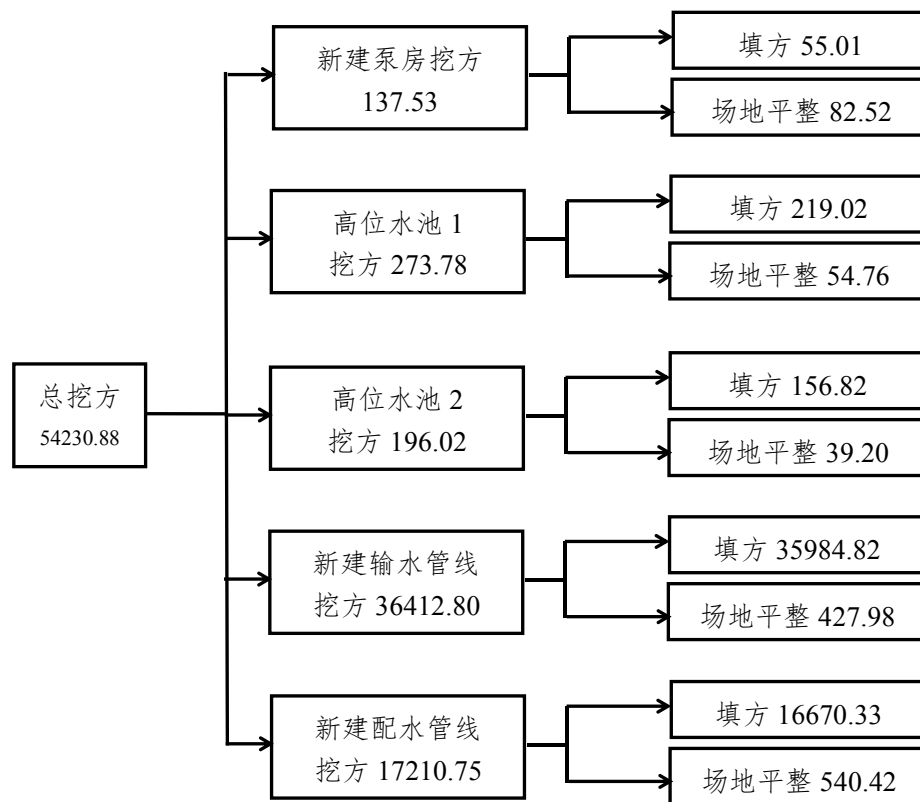 新建泵房挖方
137.53
填方 55.01
场地平整 82.52
高位水池 1
挖方 273.78
填方 219.02
场地平整 54.76
总挖方
54230.88
高位水池 2
挖方 196.02
填方 156.82
场地平整 39.20
新建输水管线
挖方 36412.80
填方 35984.82
场地平整 427.98
新建配水管线
挖方 17210.75
填方 16670.33
场地平整 540.42